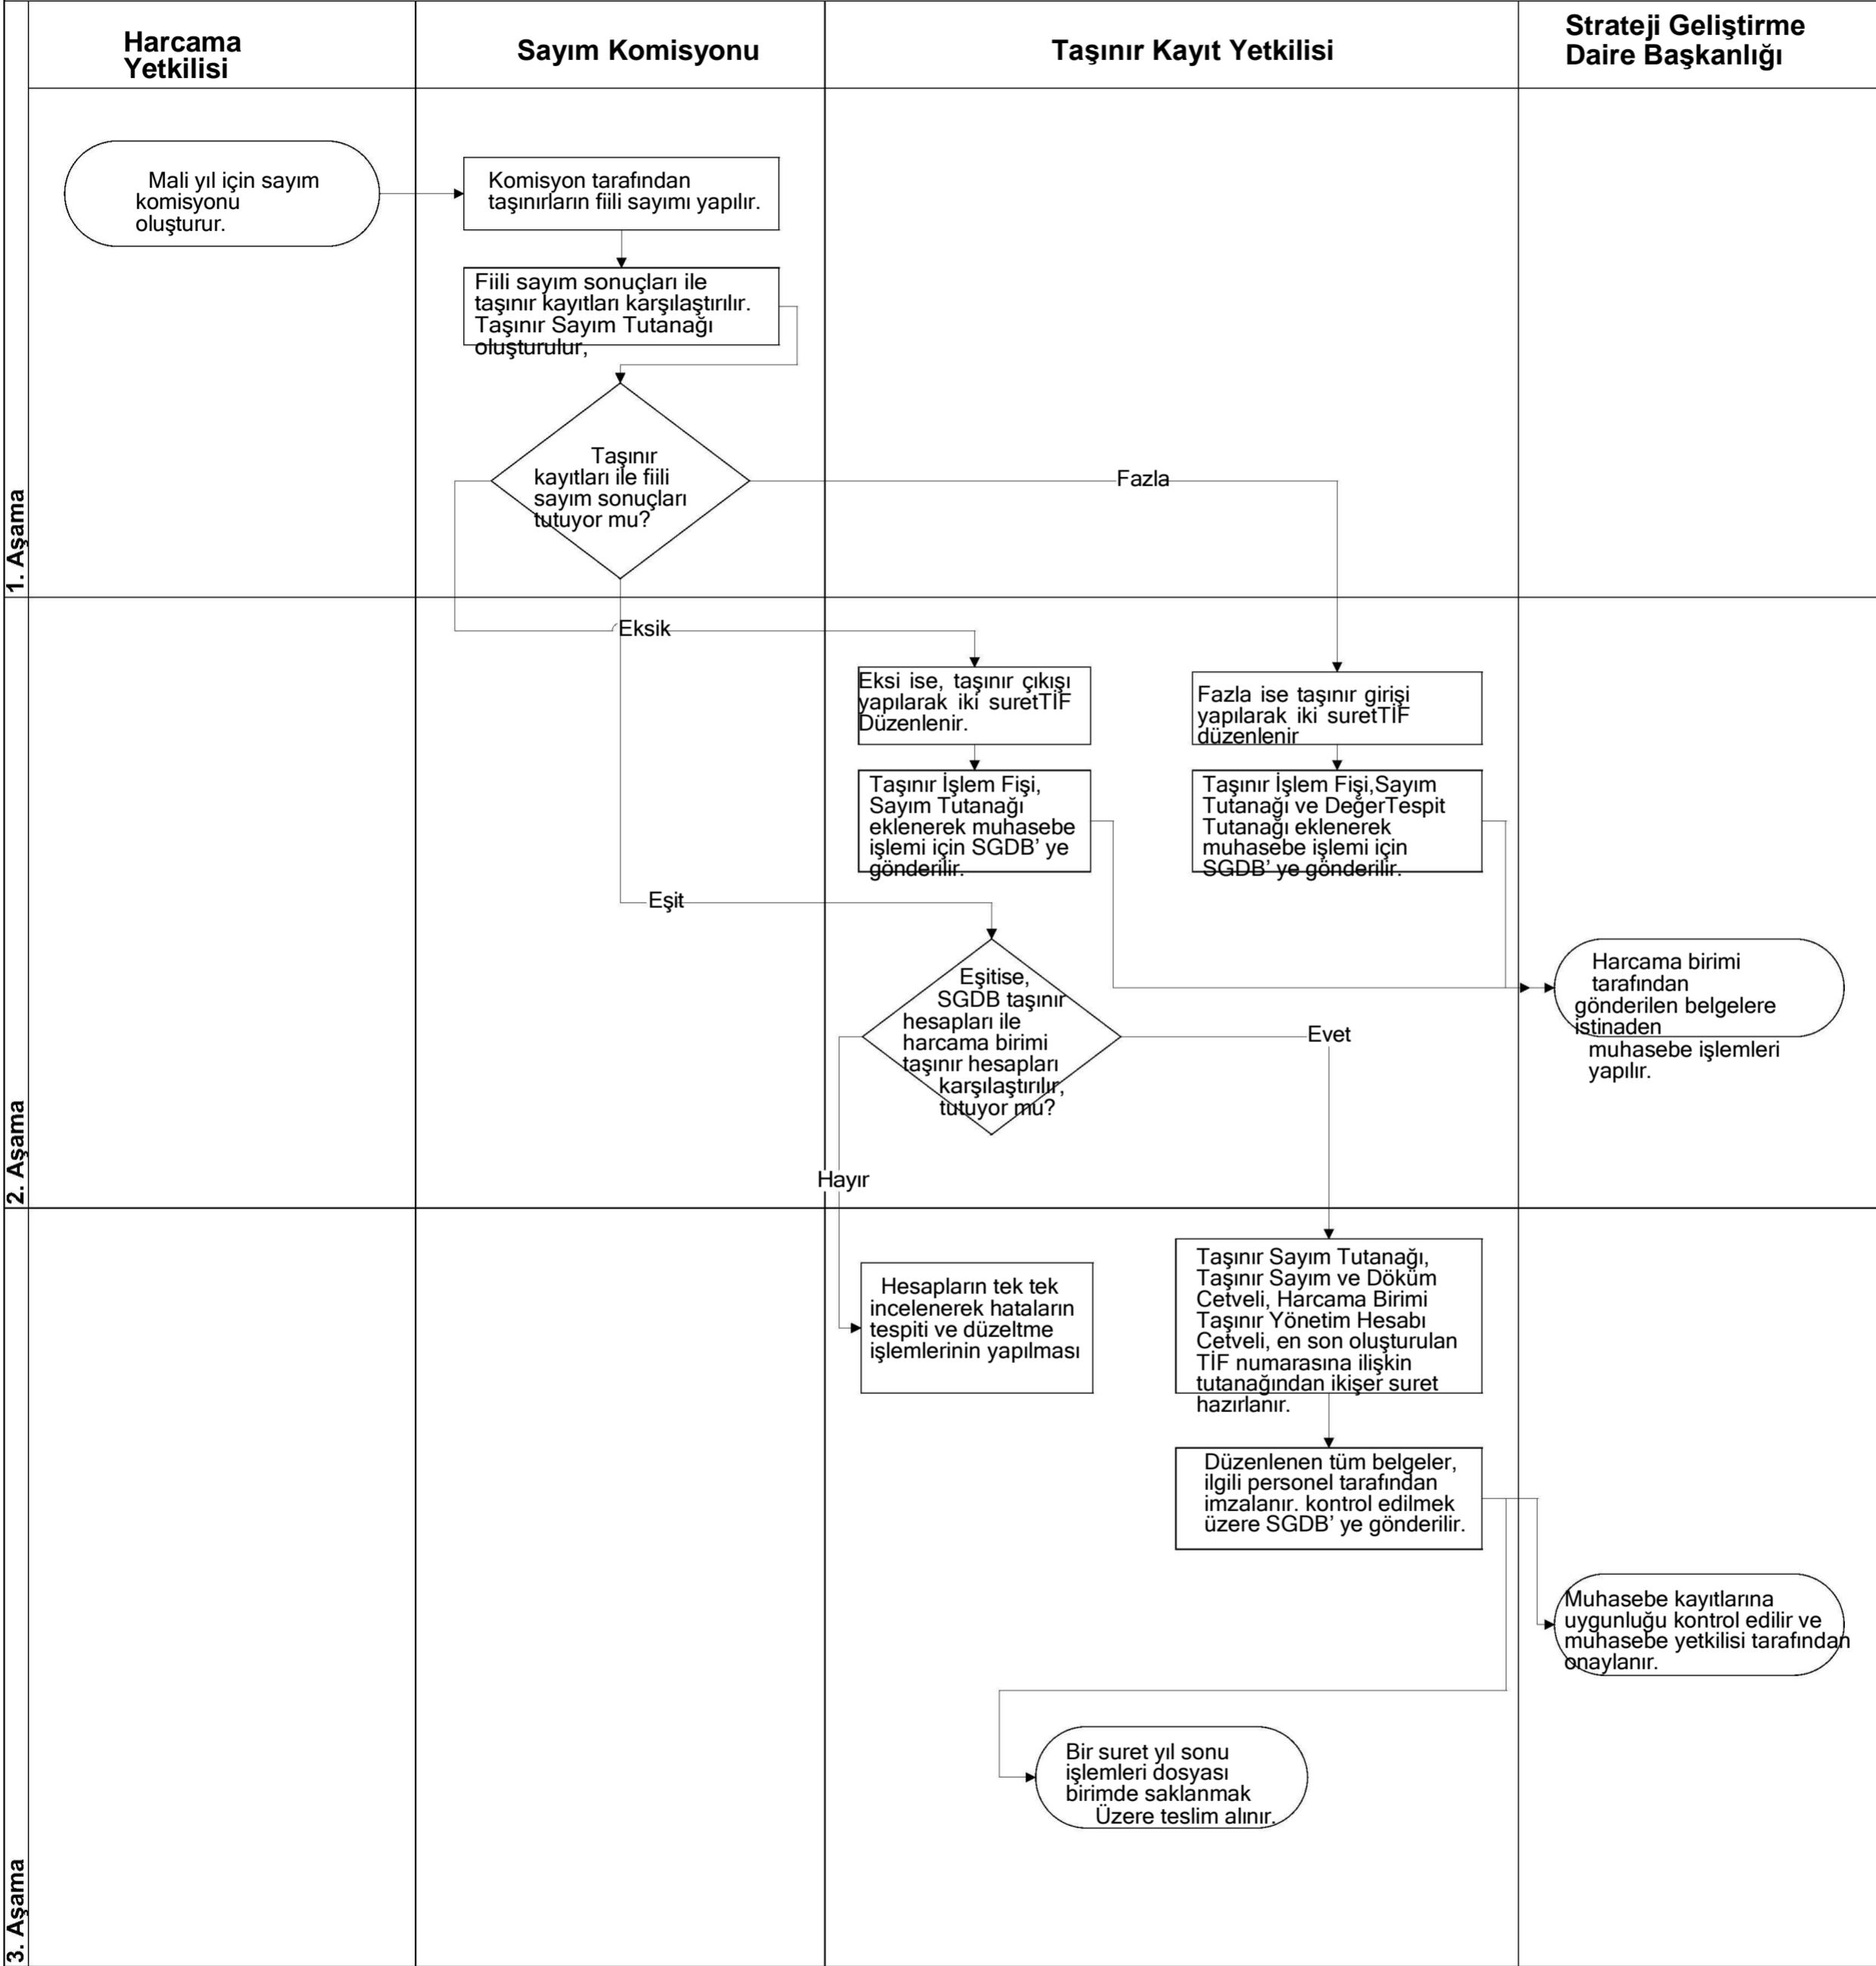 Harcama
Yetkilisi
Sayım Komisyonu
Taşınır Kayıt Yetkilisi
Strateji Geliştirme
Daire Başkanlığı
1. Aşama
Mali yıl için sayım
komisyonu
oluşturur.
Komisyon tarafından
taşınırların fiili sayımı yapılır.
Fiili sayım sonuçları ile
taşınır kayıtları karşılaştırılır.
Taşınır Sayım Tutanağı
oluşturulur,
Taşınır
kayıtları ile fiili
sayım sonuçları
tutuyor mu?
Fazla
2. Aşama
Eksik
Eksi ise, taşınır çıkışı
yapılarak iki suretTİF
Düzenlenir.
Fazla ise taşınır girişi
yapılarak iki suretTİF
düzenlenir
Taşınır İşlem Fişi,
Sayım Tutanağı
eklenerek muhasebe
işlemi için SGDB’ ye
gönderilir.
Taşınır İşlem Fişi,Sayım
Tutanağı ve DeğerTespit
Tutanağı eklenerek
muhasebe işlemi için
SGDB’ ye gönderilir.
Eşit
Eşitise,
SGDB taşınır
hesapları ile
harcama birimi
taşınır hesapları
karşılaştırılır,
tutuyor mu?
Harcama birimi
tarafından
gönderilen belgelere
istinaden
muhasebe işlemleri
yapılır.
Evet
Hayır
3. Aşama
Hesapların tek tek
incelenerek hataların
tespiti ve düzeltme
işlemlerinin yapılması
Taşınır Sayım Tutanağı,
Taşınır Sayım ve Döküm
Cetveli, Harcama Birimi
Taşınır Yönetim Hesabı
Cetveli, en son oluşturulan
TİF numarasına ilişkin
tutanağından ikişer suret
hazırlanır.
Düzenlenen tüm belgeler,
ilgili personel tarafından
imzalanır. kontrol edilmek
üzere SGDB’ ye gönderilir.
Muhasebe kayıtlarına
uygunluğu kontrol edilir ve
muhasebe yetkilisi tarafından
onaylanır.
Bir suret yıl sonu
işlemleri dosyası
birimde saklanmak
Üzere teslim alınır.